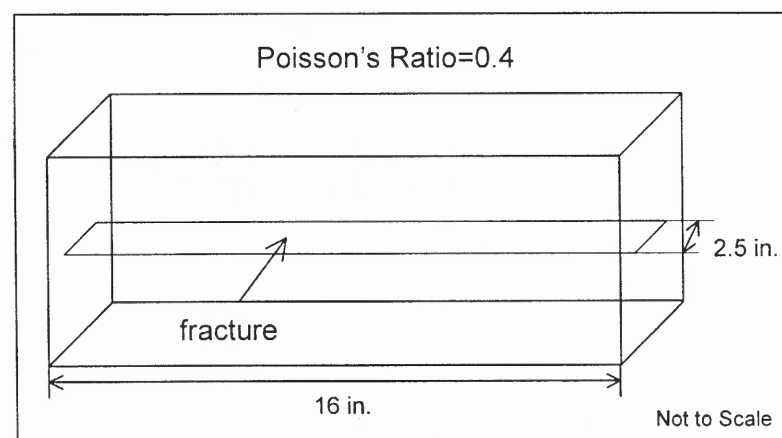 Poisson's Ratio=0.4
2.5 in.
fracture
16 in.
Not to Scale